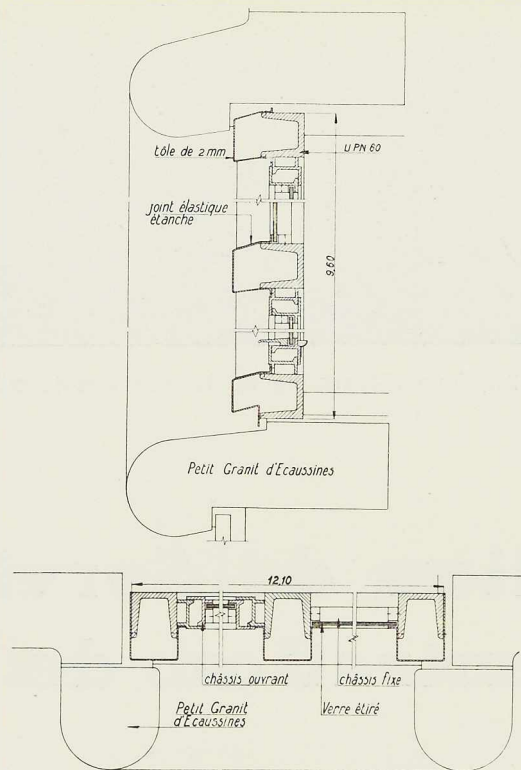 tôle de 2mm
U PN 60
joint élastique
étanche
9,60
Petit Granit d'Ecaussines
12,10
châssis ouvrant
châssis fixe
Petit Granit
d'Ecaussines
Verre étiré